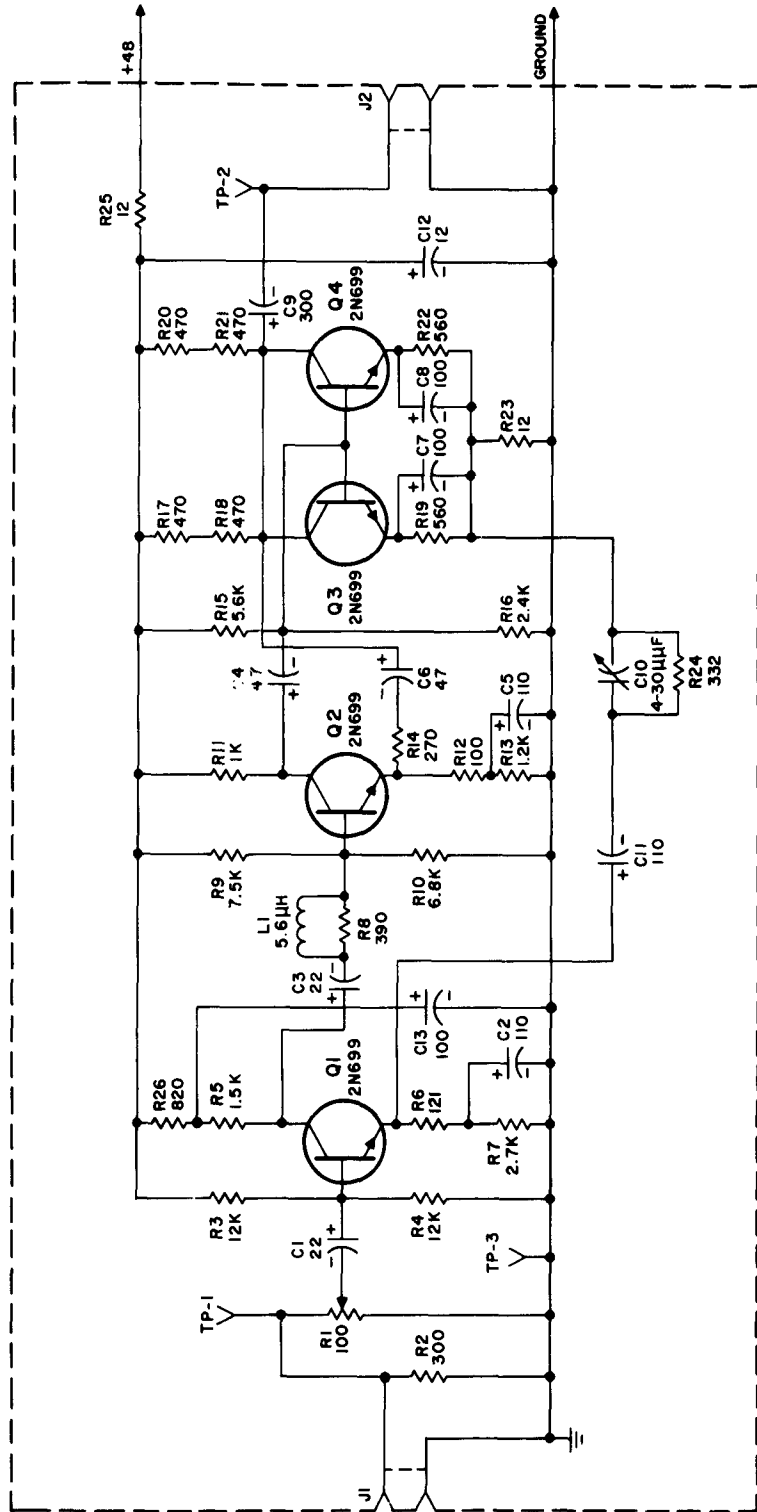 +48
GROUND
J2
R25
12
TP-2
C12
12
+
-
C9
300
+
-
R20
470
R21
470
Q4
2N699
R22
560
C8
100
+
-
C7
100
+
-
R23
12
R17
470
R18
470
Q3
2N699
R19
560
R15
5.6K
R16
2.4K
C10
4-30μμF
R24
332
4
47
+
-
C6
47
+
-
R14
270
C5
110
+
-
R11
1K
Q2
2N699
R12
100
R13
1.2K
R9
7.5K
R10
6.8K
C11
110
+
-
L1
5.6μH
R8
390
C3
22
+
-
C13
100
+
-
C2
110
+
-
R26
820
R5
1.5K
Q1
2N699
R6
121
R7
2.7K
R3
12K
R4
12K
C1
22
+
-
TP-3
TP-1
R1
100
R2
300
J1